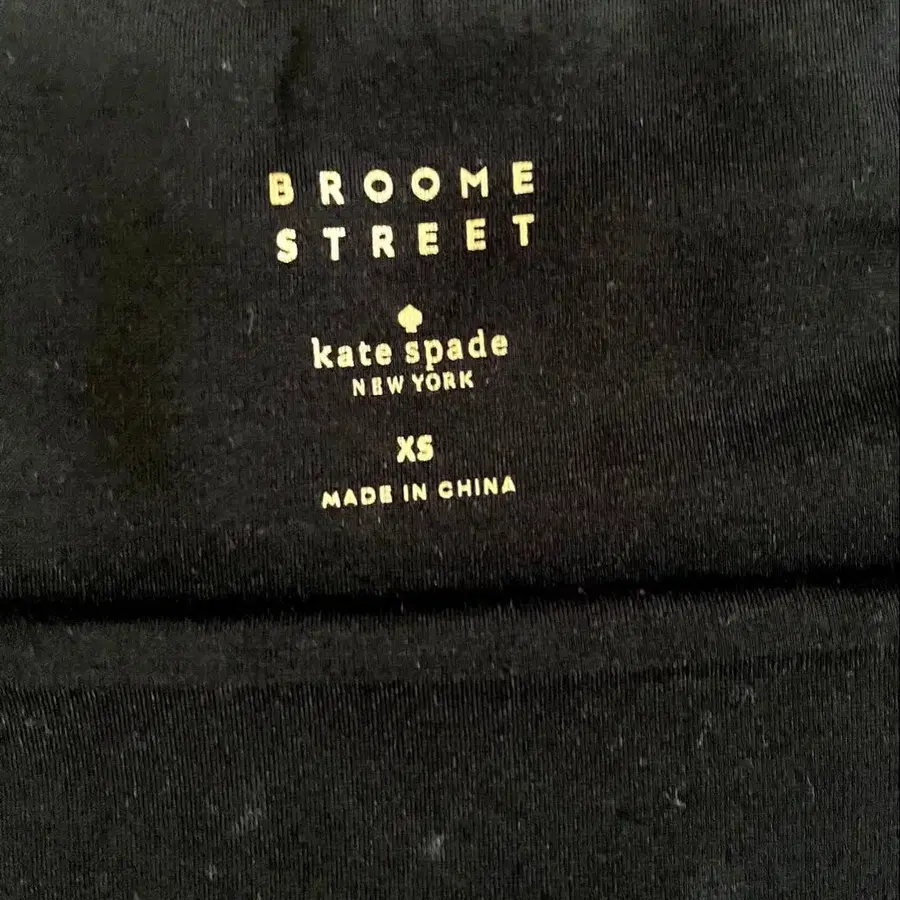 BROOME
STREET
kate spade
NEW YORK
XS
MADE IN CHINA